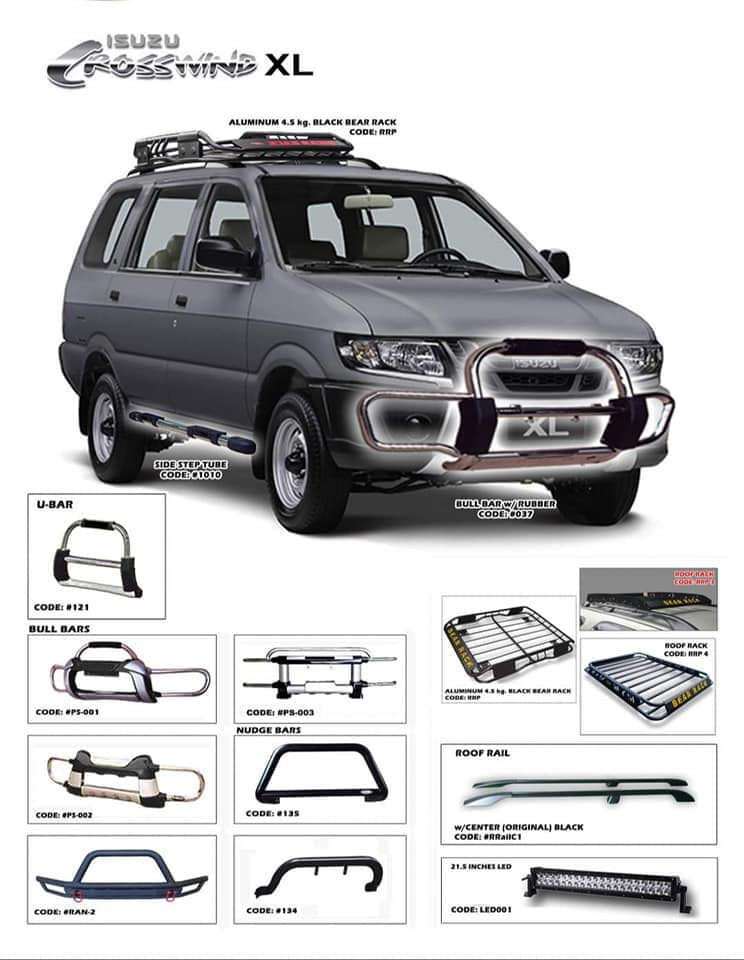 ISUZU
CROSSWIND XL
ALUMINUM 4.5 kg. BLACK BEAR RACK
CODE: RRP
ISUZU
XL
SIDE STEP TUBE
CODE: #1010
BULL BAR w/ RUBBER
CODE: #037
U-BAR
CODE: #121
BULL BARS
CODE: #PS-001
CODE: #PS-003
NUDGE BARS
CODE: #PS-002
CODE: #135
CODE: #RAN-2
CODE: #134
BEAR RACK
ALUMINUM 4.5 kg. BLACK BEAR RACK
CODE: RRP
ROOF RACK
CODE: RRP 3
BEAR RACK
ROOF RACK
CODE: RRP 4
BEAR RACK
ROOF RAIL
w/CENTER (ORIGINAL) BLACK
CODE: #RRailC1
21.5 INCHES LED
CODE: LED001